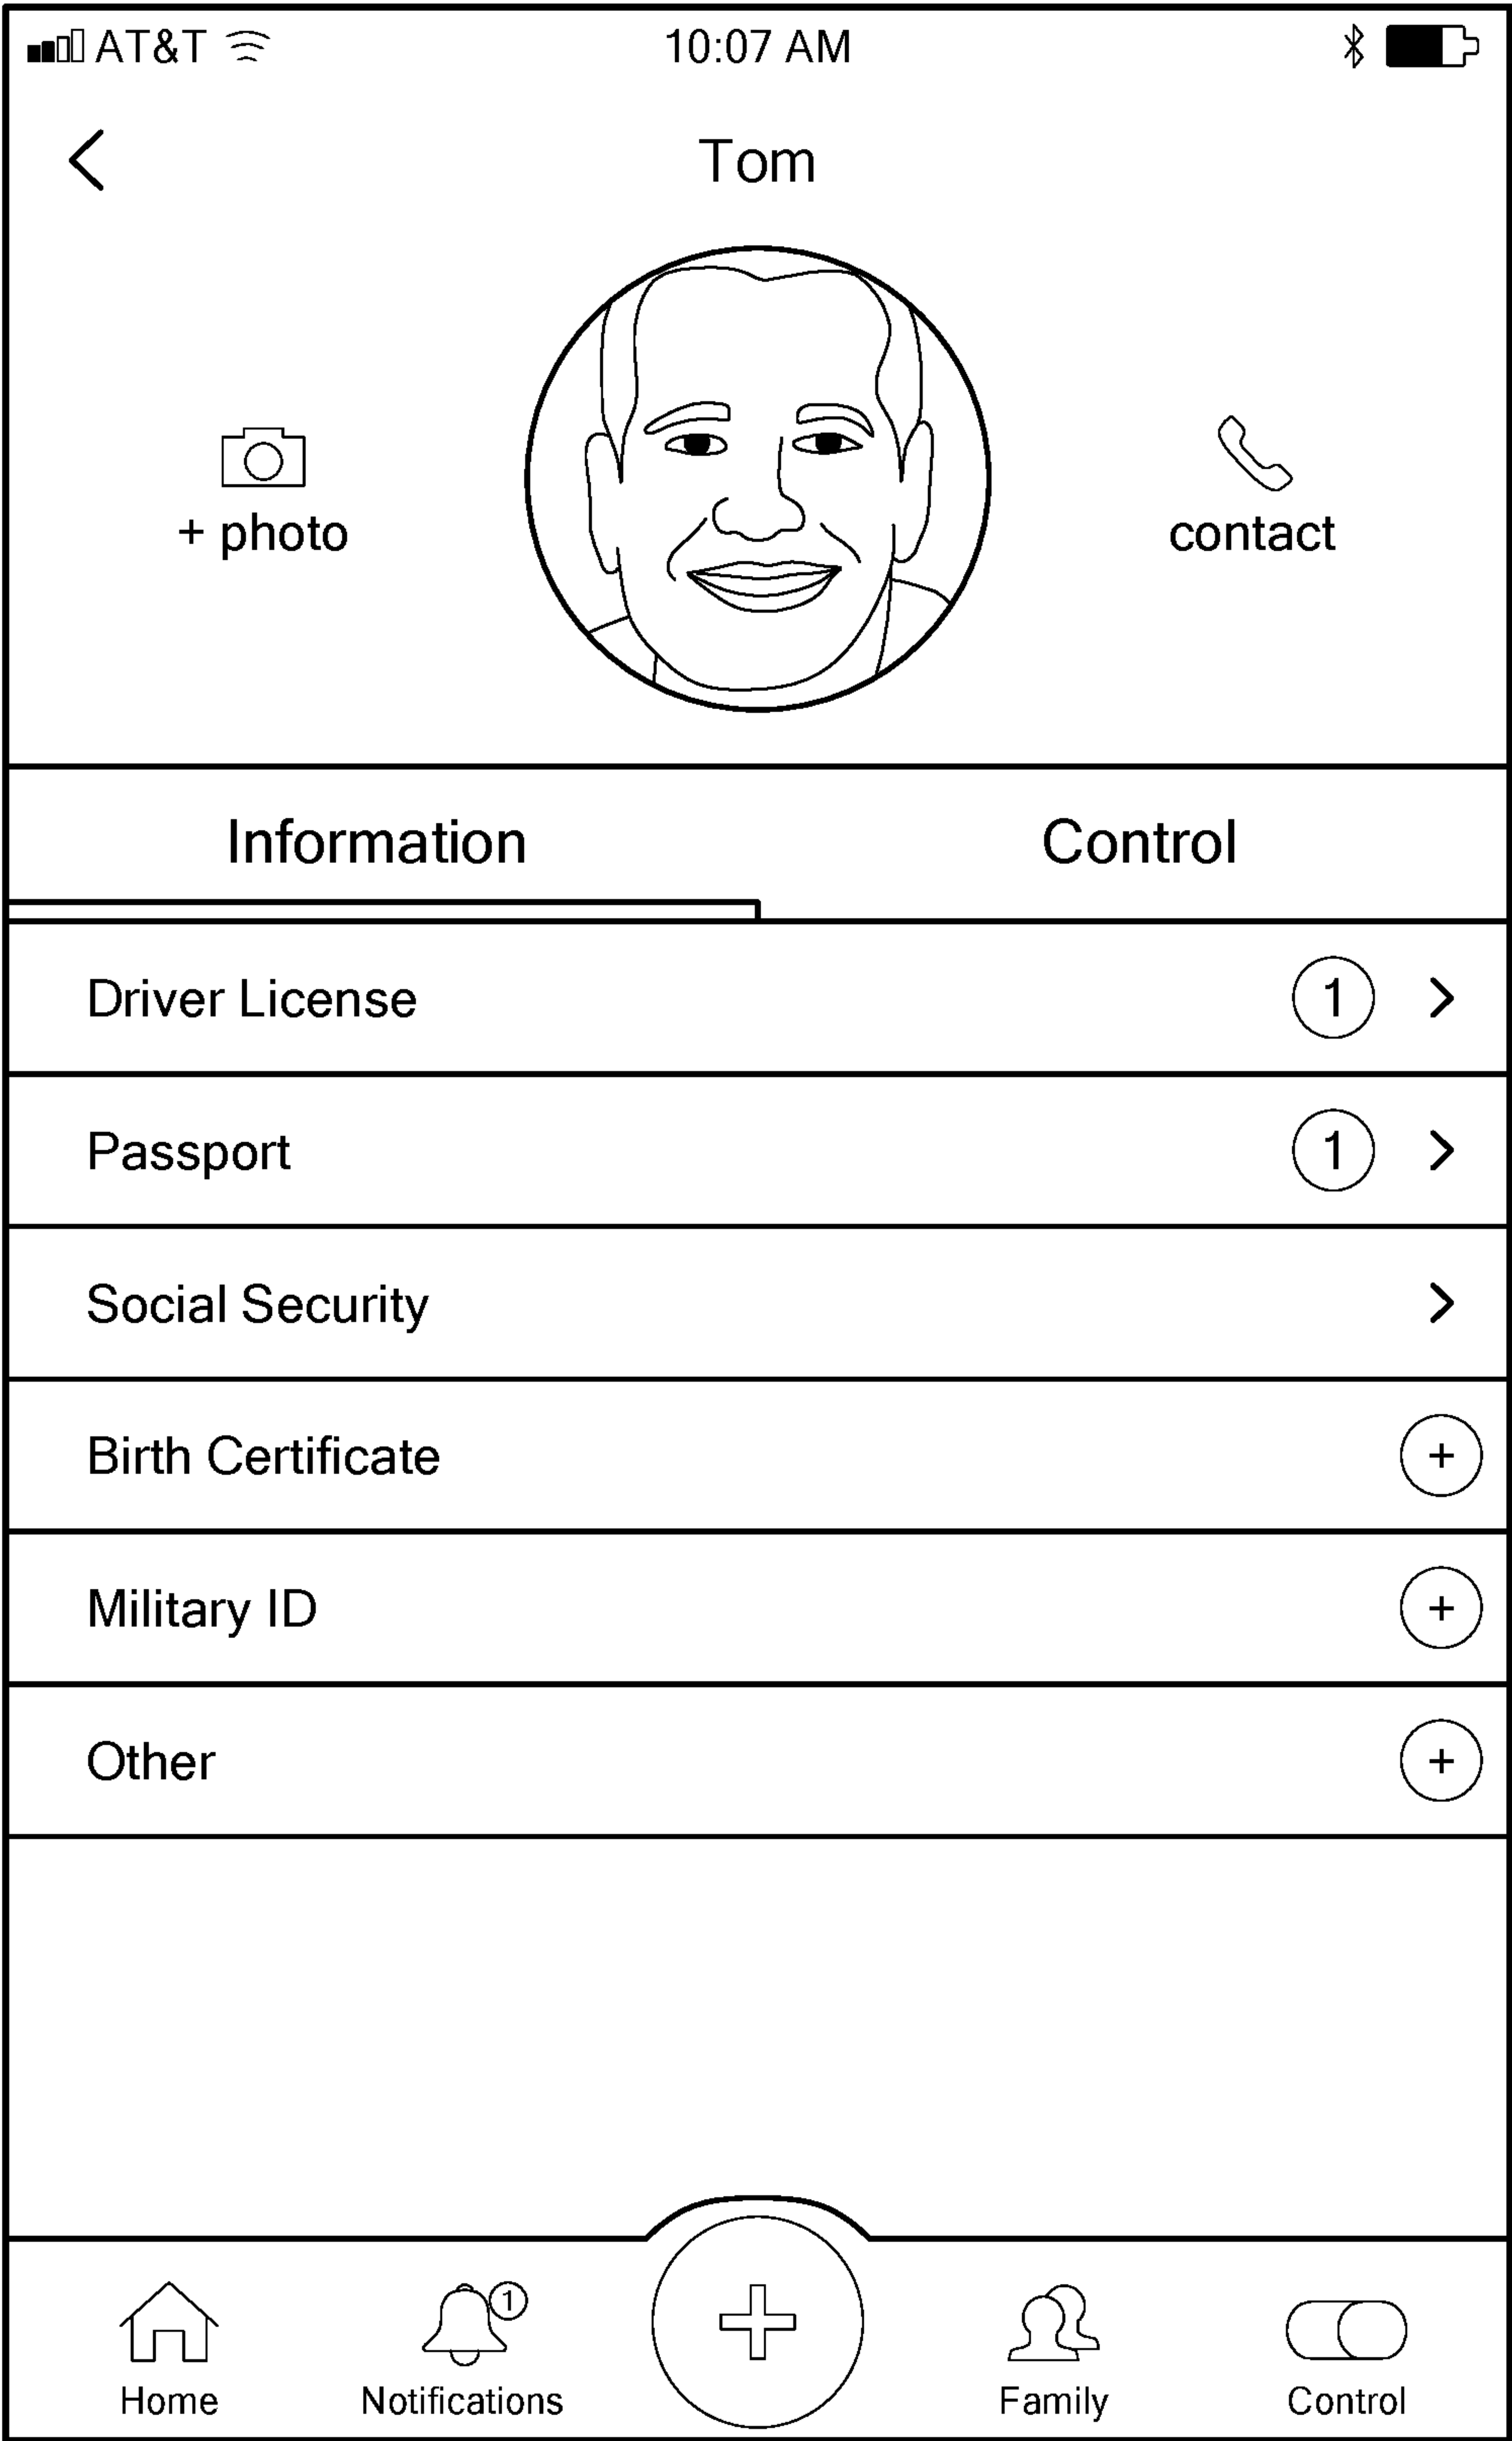 AT&T 10:07 AM
Tom
+ photo contact
Information Control
Driver License 1
Passport 1
Social Security
Birth Certificate +
Military ID +
Other +
1
Home Notifications Family Control